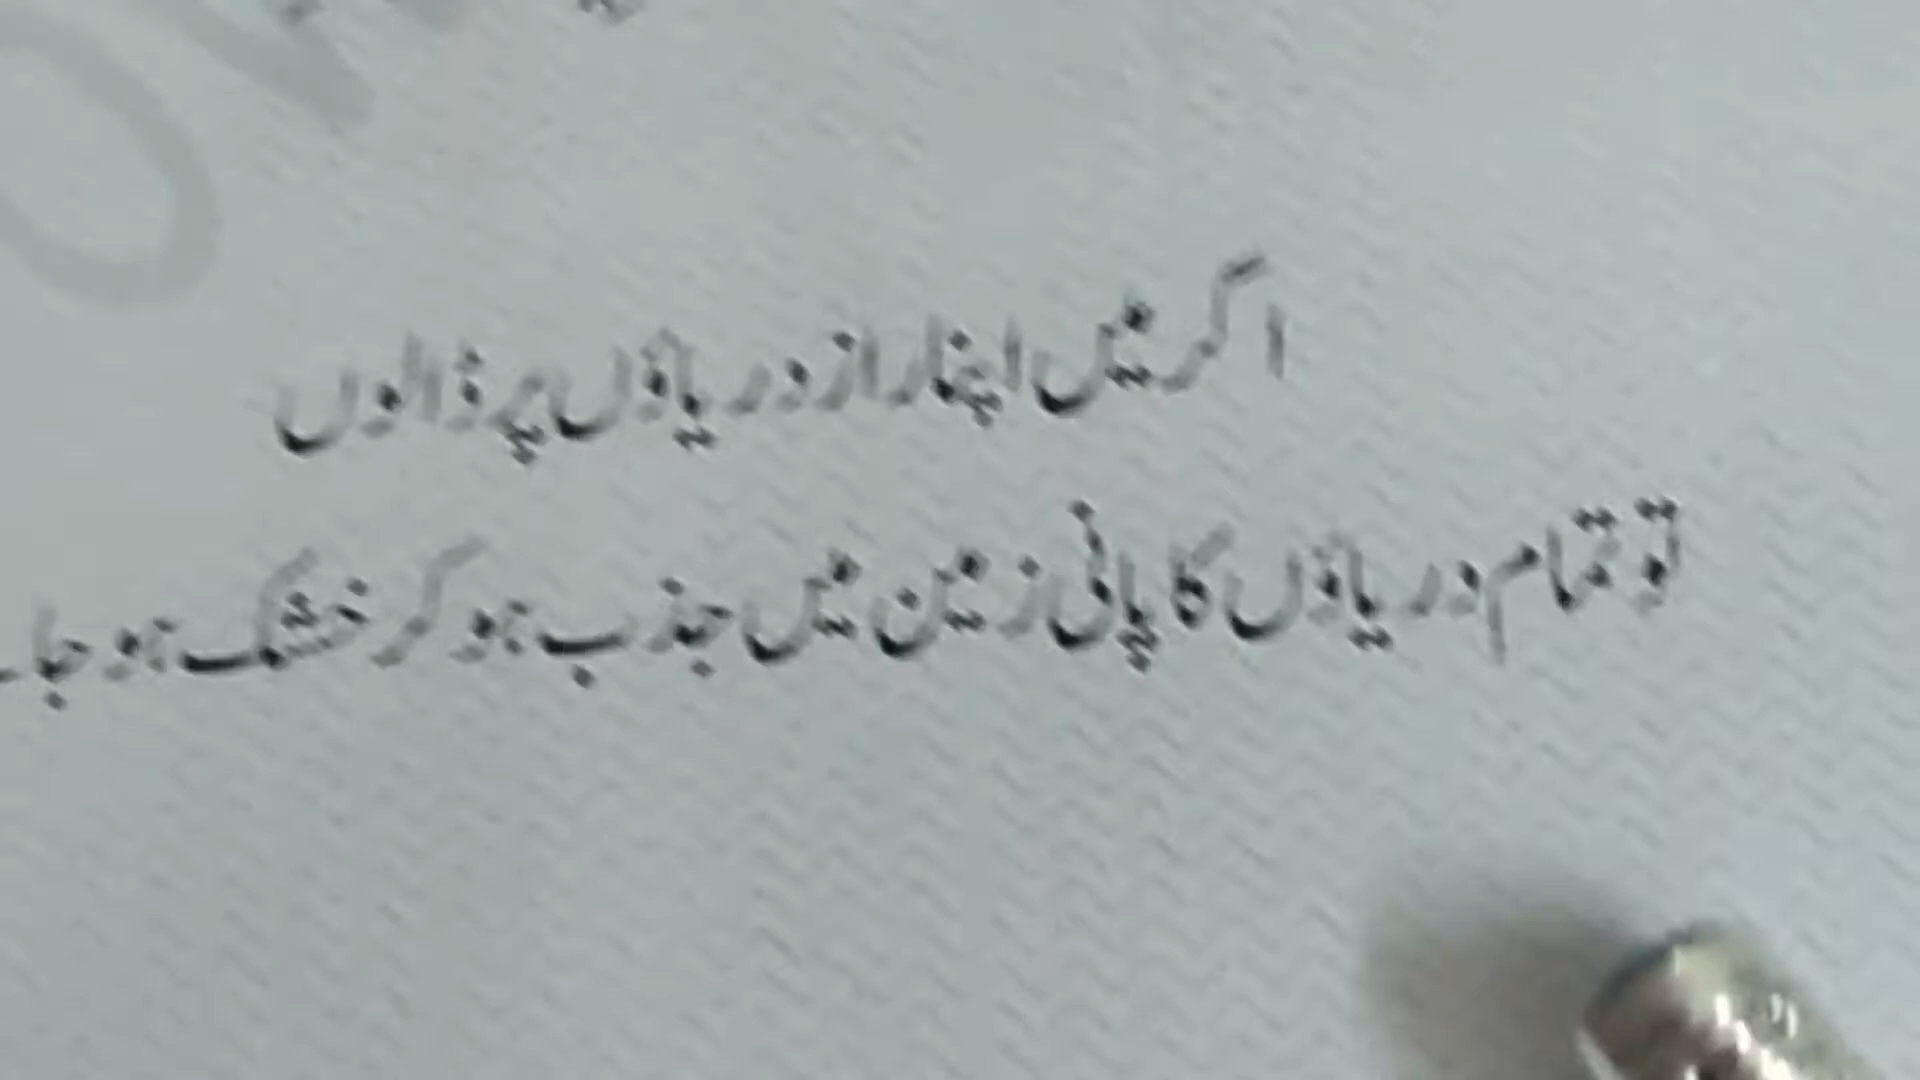 اگر میں اپنا راز دریاؤں پر ڈالوں
تو تمام دریاؤں کا پانی زمین میں جذب ہو کر خشک ہو جا